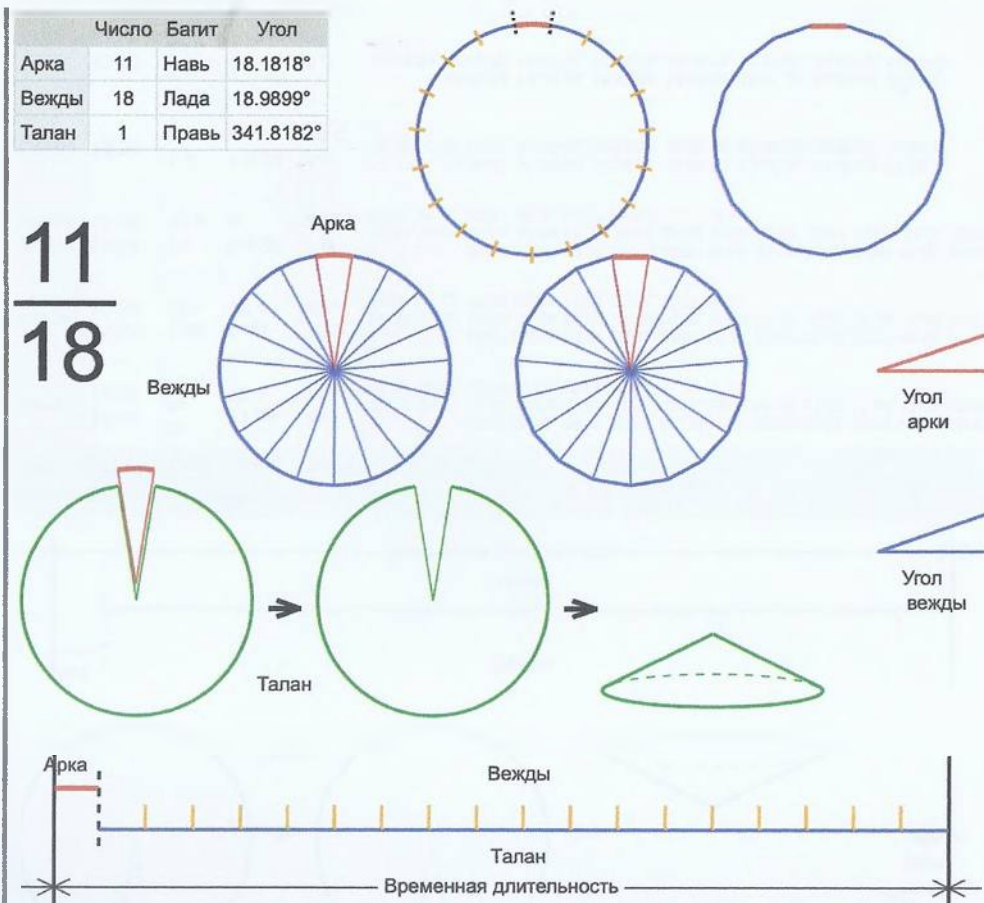 Число Багит Угол
Арка 11 Навь 18.1818°
Вежды 18 Лада 18.9899°
Талан 1 Правь 341.8182°
11
18
Арка
Вежды
Угол
арки
Угол
вежды
Талан
Арка
Вежды
Талан
Временная длительность